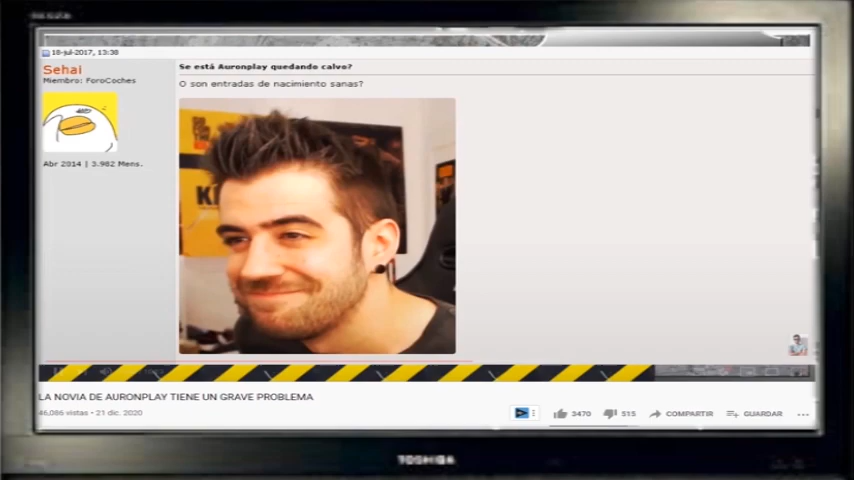 18-jul-2017, 13:38
Sehai
Miembro: ForoCoches
Abr 2014 | 3.982 Mens.
Se está Auronplay quedando calvo?
O son entradas de nacimiento sanas?
LA NOVIA DE AURONPLAY TIENE UN GRAVE PROBLEMA
46,086 vistas • 21 dic. 2020
3470
515
COMPARTIR
GUARDAR
TOSHIBA